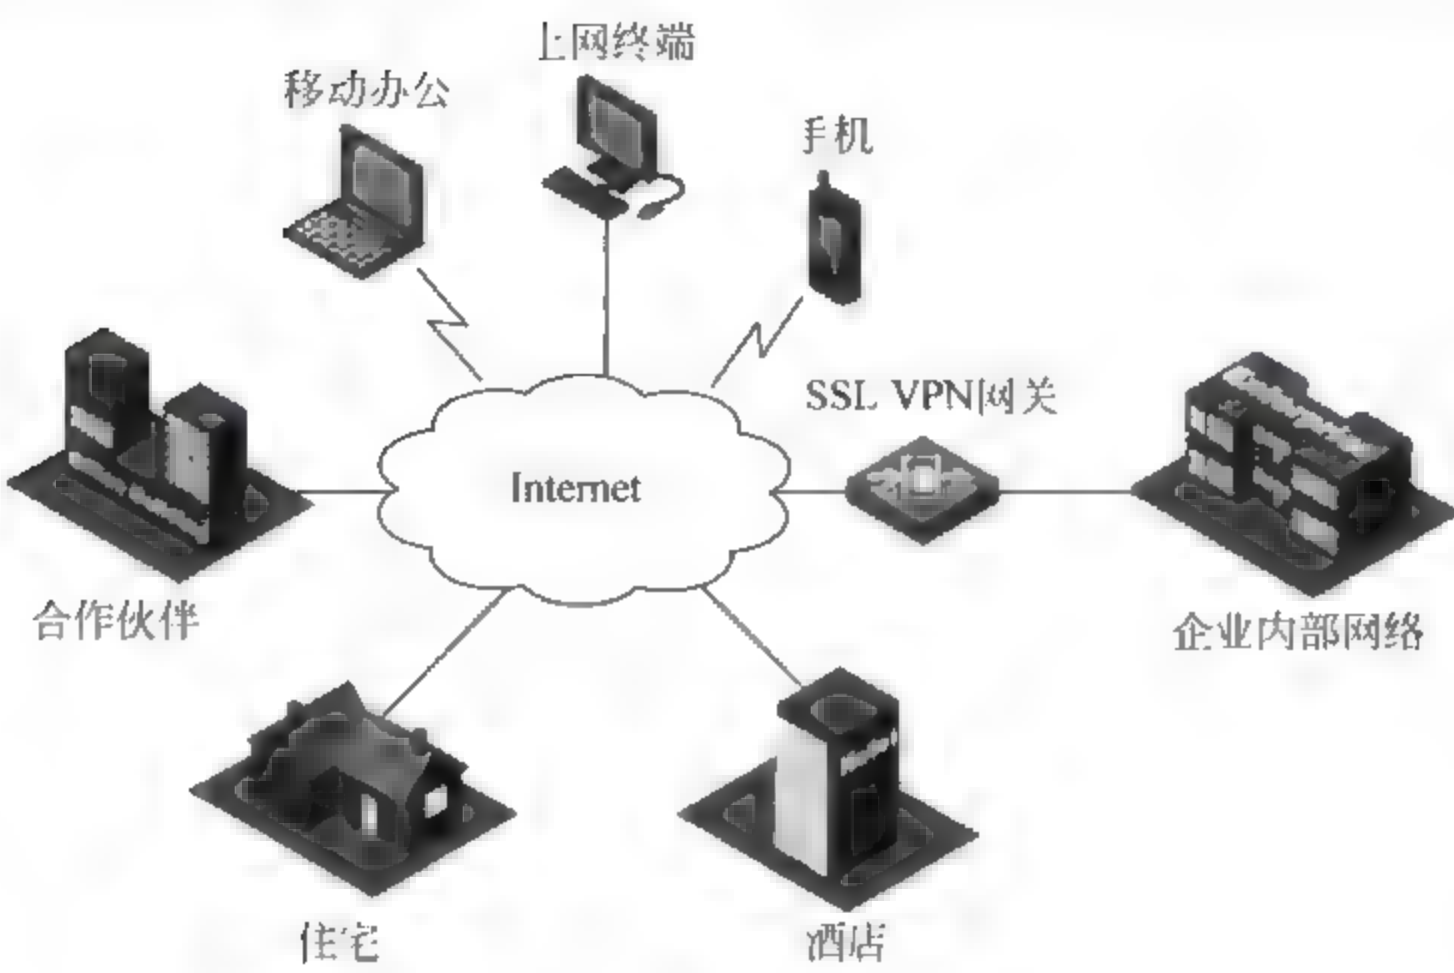 上网终端
移动办公
手机
SSL VPN网关
Internet
合作伙伴
企业内部网络
住宅
酒店